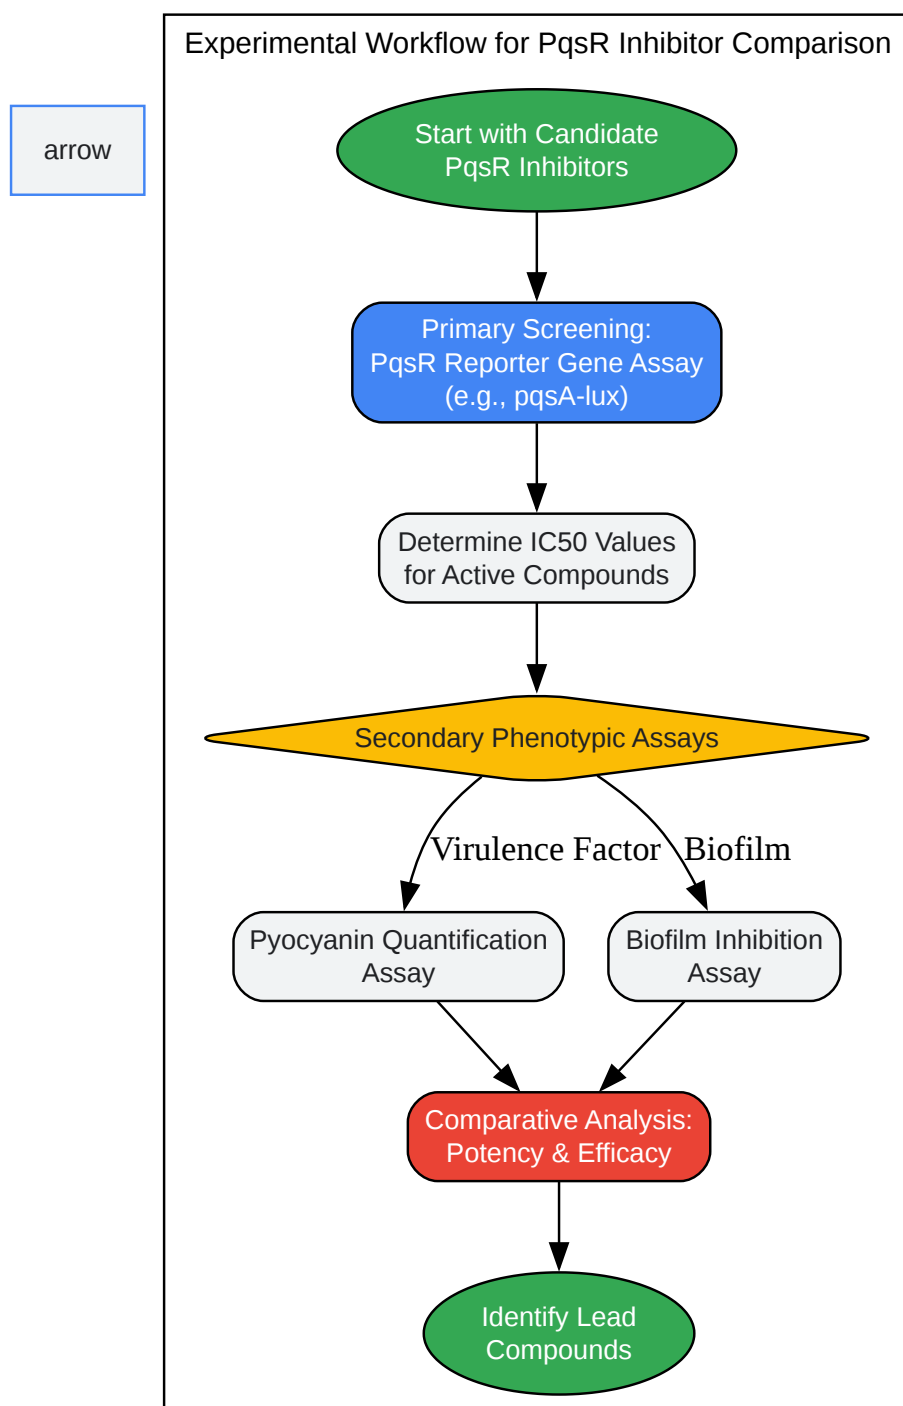 Experimental Workflow for PqsR Inhibitor Comparison
arrow
Start with Candidate
PqsR Inhibitors
Primary Screening:
PqsR Reporter Gene Assay
(e.g., pqsA-lux)
Determine IC50 Values
for Active Compounds
Secondary Phenotypic Assays
Virulence Factor
Biofilm
Pyocyanin Quantification
Assay
Biofilm Inhibition
Assay
Comparative Analysis:
Potency & Efficacy
Identify Lead
Compounds